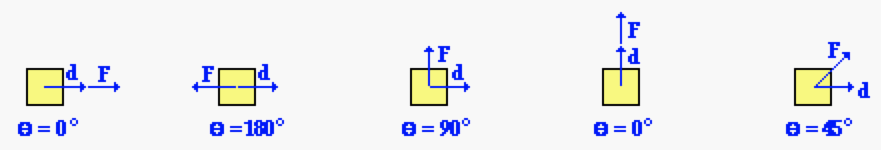 d F
Θ = 0°
F d
Θ = 180°
F
d
Θ = 90°
F
d
Θ = 0°
F
d
Θ = 45°